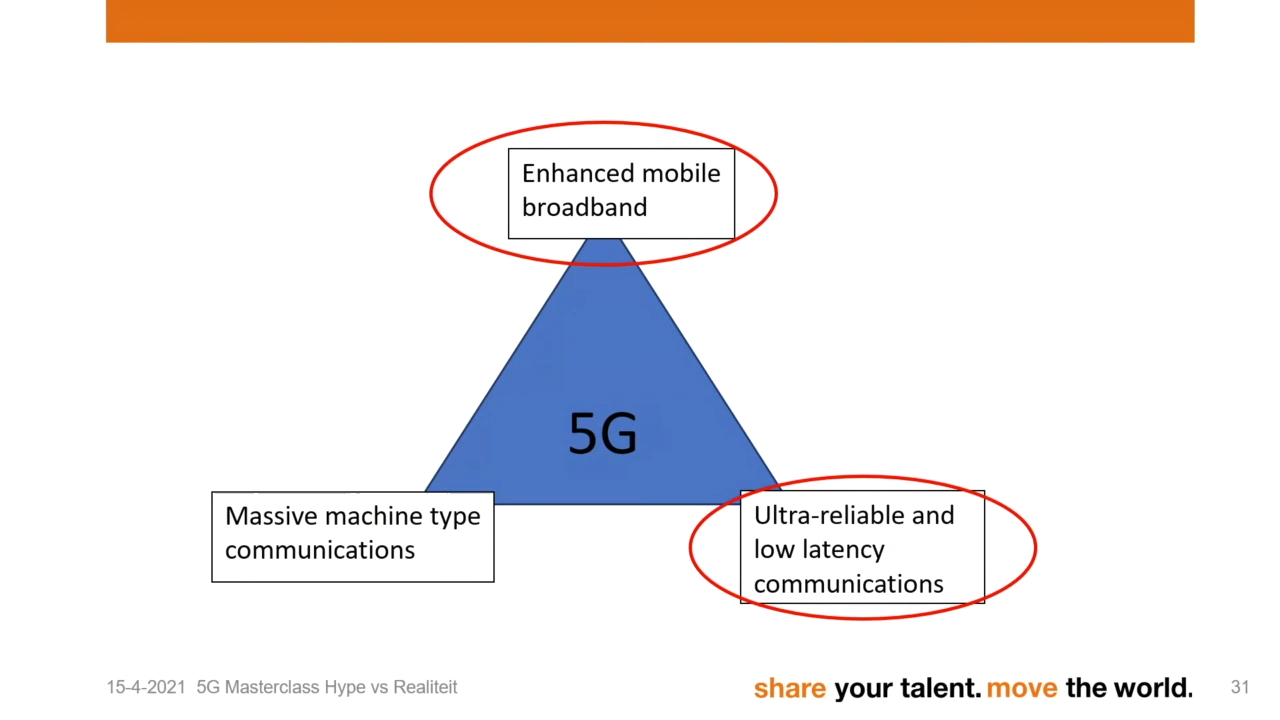 Enhanced mobile
broadband
5G
Massive machine type
communications
Ultra-reliable and
low latency
communications
15-4-2021 5G Masterclass Hype vs Realiteit
share your talent. move the world.
31